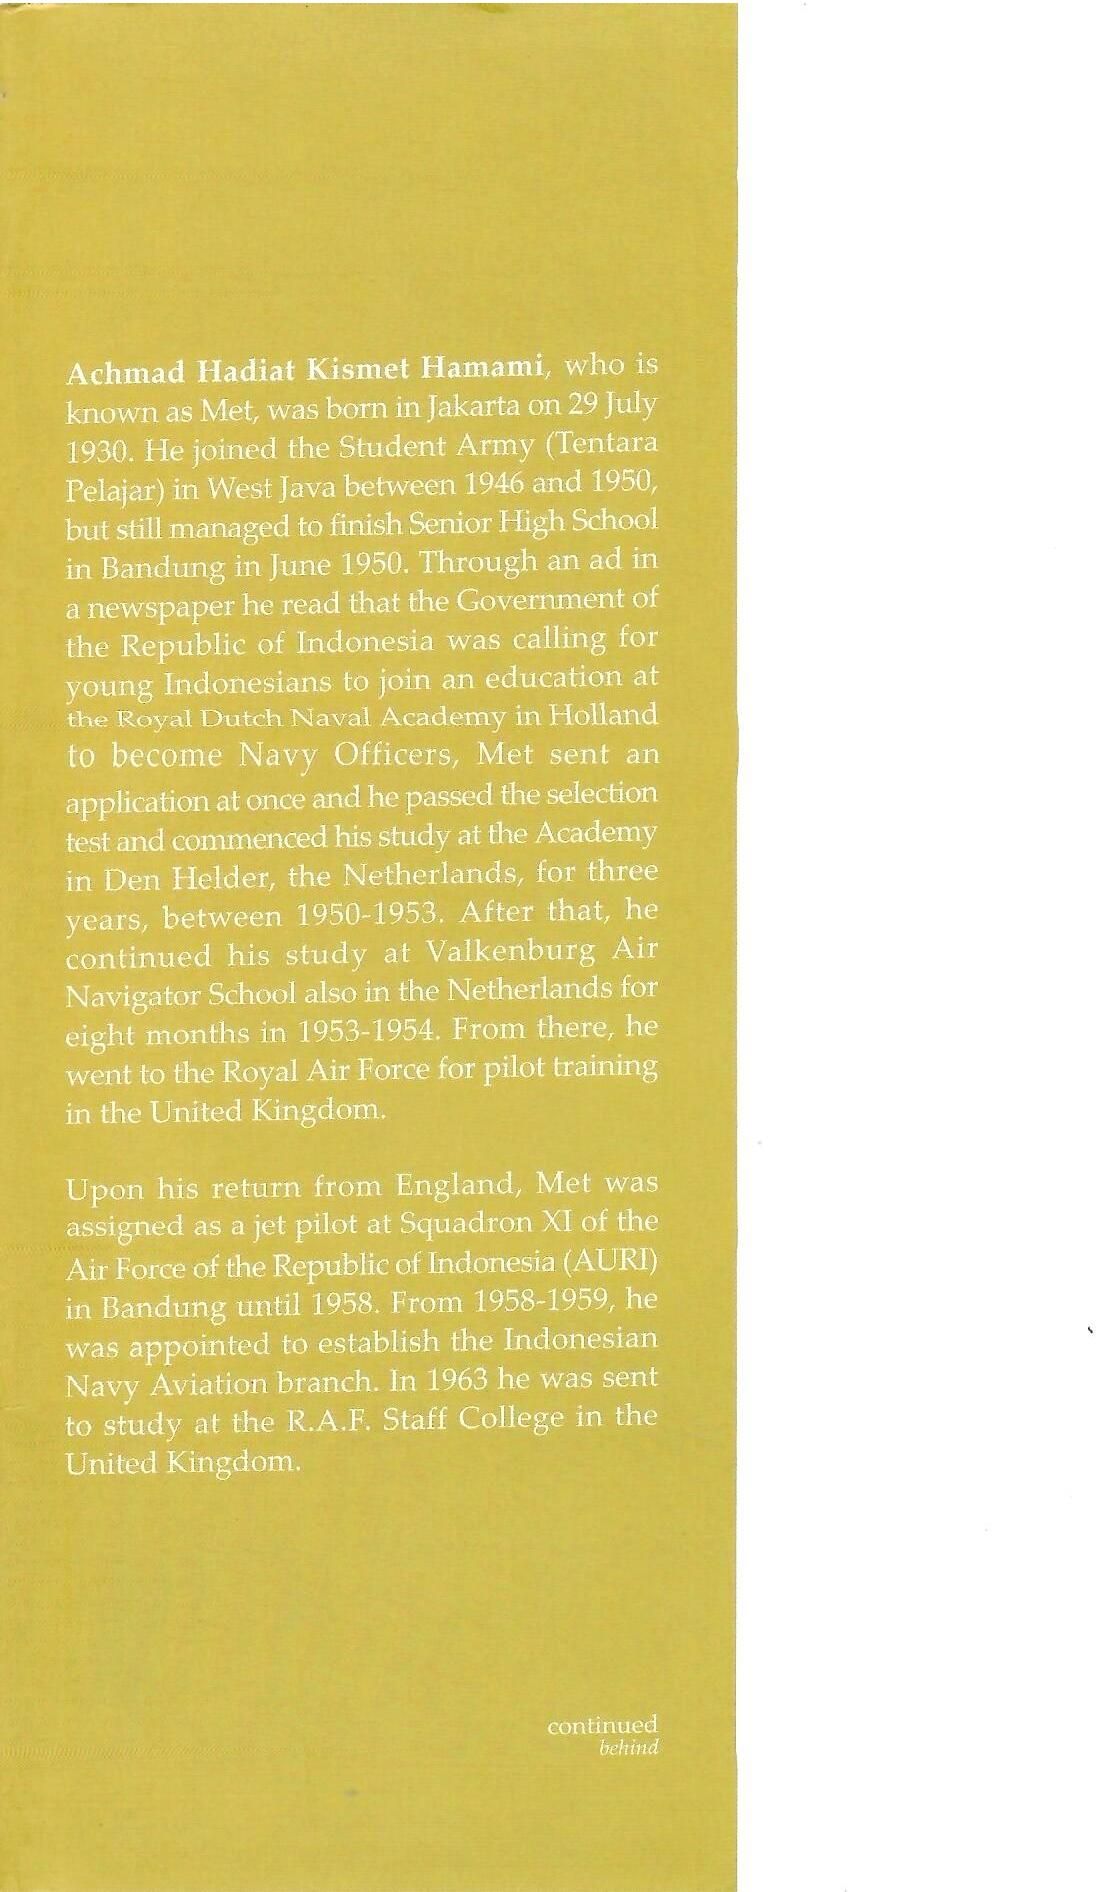 Achmad Hadiat Kismet Hamami, who is
known as Met, was born in Jakarta on 29 July
1930. He joined the Student Army (Tentara
Pelajar) in West Java between 1946 and 1950,
but still managed to finish Senior High School
in Bandung in June 1950. Through an ad in
a newspaper he read that the Government of
the Republic of Indonesia was calling for
young Indonesians to join an education at
the Royal Dutch Naval Academy in Holland
to become Navy Officers, Met sent an
application at once and he passed the selection
test and commenced his study at the Academy
in Den Helder, the Netherlands, for three
years, between 1950-1953. After that, he
continued his study at Valkenburg Air
Navigator School also in the Netherlands for
eight months in 1953-1954. From there, he
went to the Royal Air Force for pilot training
in the United Kingdom.
Upon his return from England, Met was
assigned as a jet pilot at Squadron XI of the
Air Force of the Republic of Indonesia (AURI)
in Bandung until 1958. From 1958-1959, he
was appointed to establish the Indonesian
Navy Aviation branch. In 1963 he was sent
to study at the R.A.F. Staff College in the
United Kingdom.
continued
behind